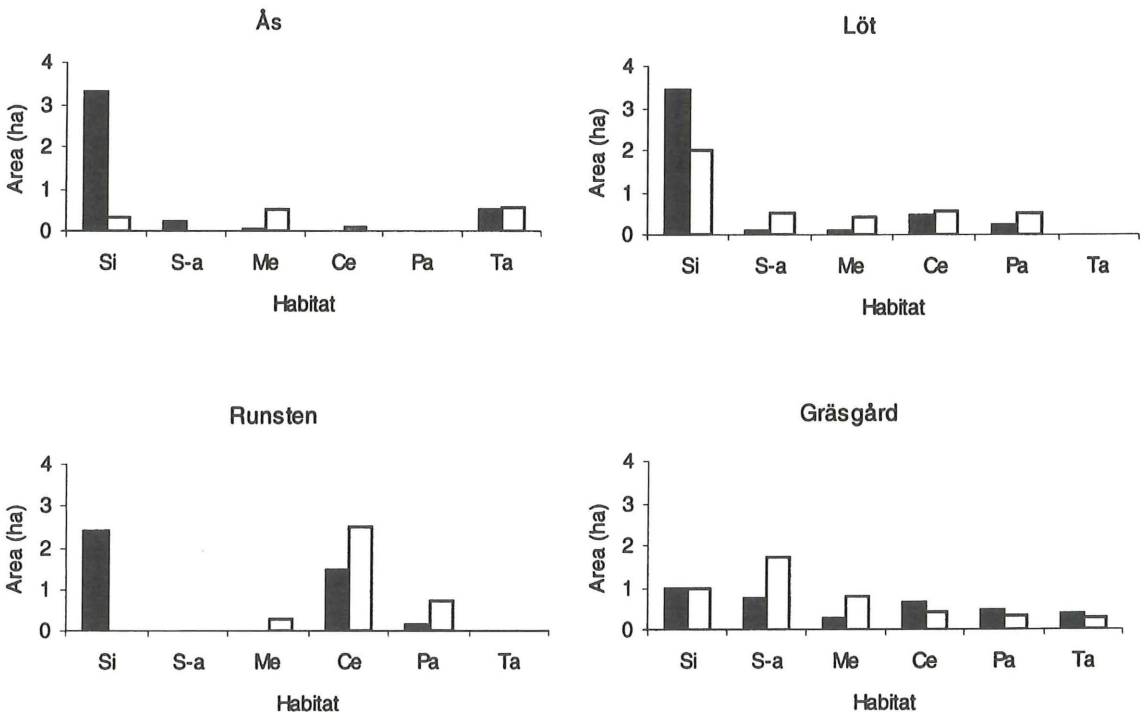 Ås
Area (ha)
4
3
2
1
0
Si S-a Me Ce Pa Ta
Habitat
Löt
Area (ha)
4
3
2
1
0
Si S-a Me Ce Pa Ta
Habitat
Runsten
Area (ha)
4
3
2
1
0
Si S-a Me Ce Pa Ta
Habitat
Gräsgård
Area (ha)
4
3
2
1
0
Si S-a Me Ce Pa Ta
Habitat